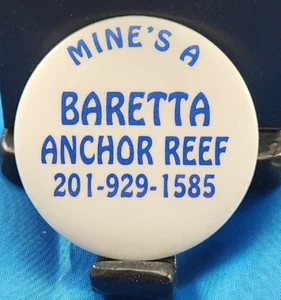 MINE'S A
BARETTA
ANCHOR REEF
201-929-1585